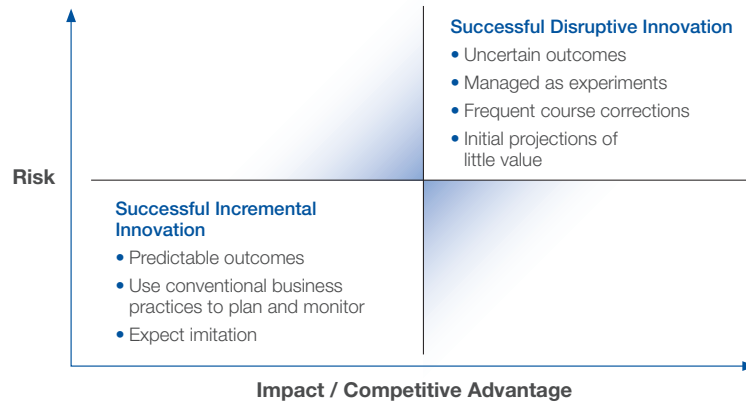 Successful Disruptive Innovation
• Uncertain outcomes
• Managed as experiments
• Frequent course corrections
• Initial projections of
little value
Risk
Successful Incremental
Innovation
• Predictable outcomes
• Use conventional business
practices to plan and monitor
• Expect imitation
Impact / Competitive Advantage